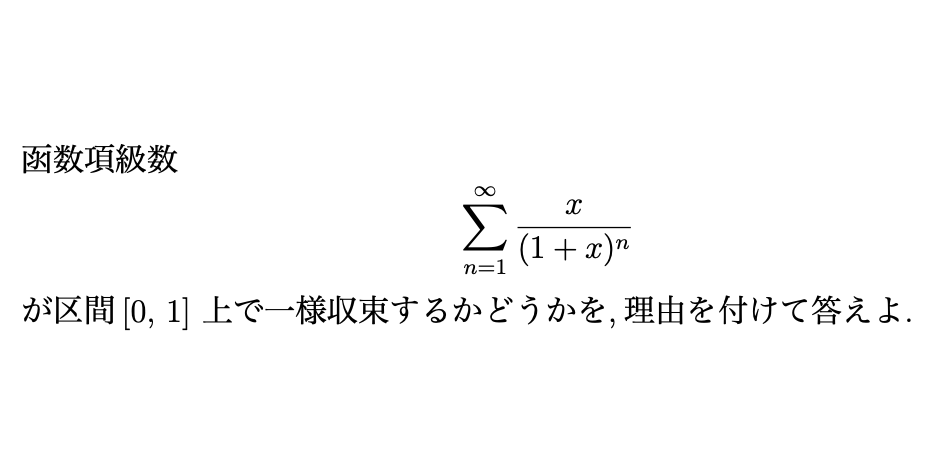 函数項級数
\sum_{n=1}^{\infty} \frac{x}{(1+x)^n}
が区間 [0, 1] 上で一様収束するかどうかを, 理由を付けて答えよ.